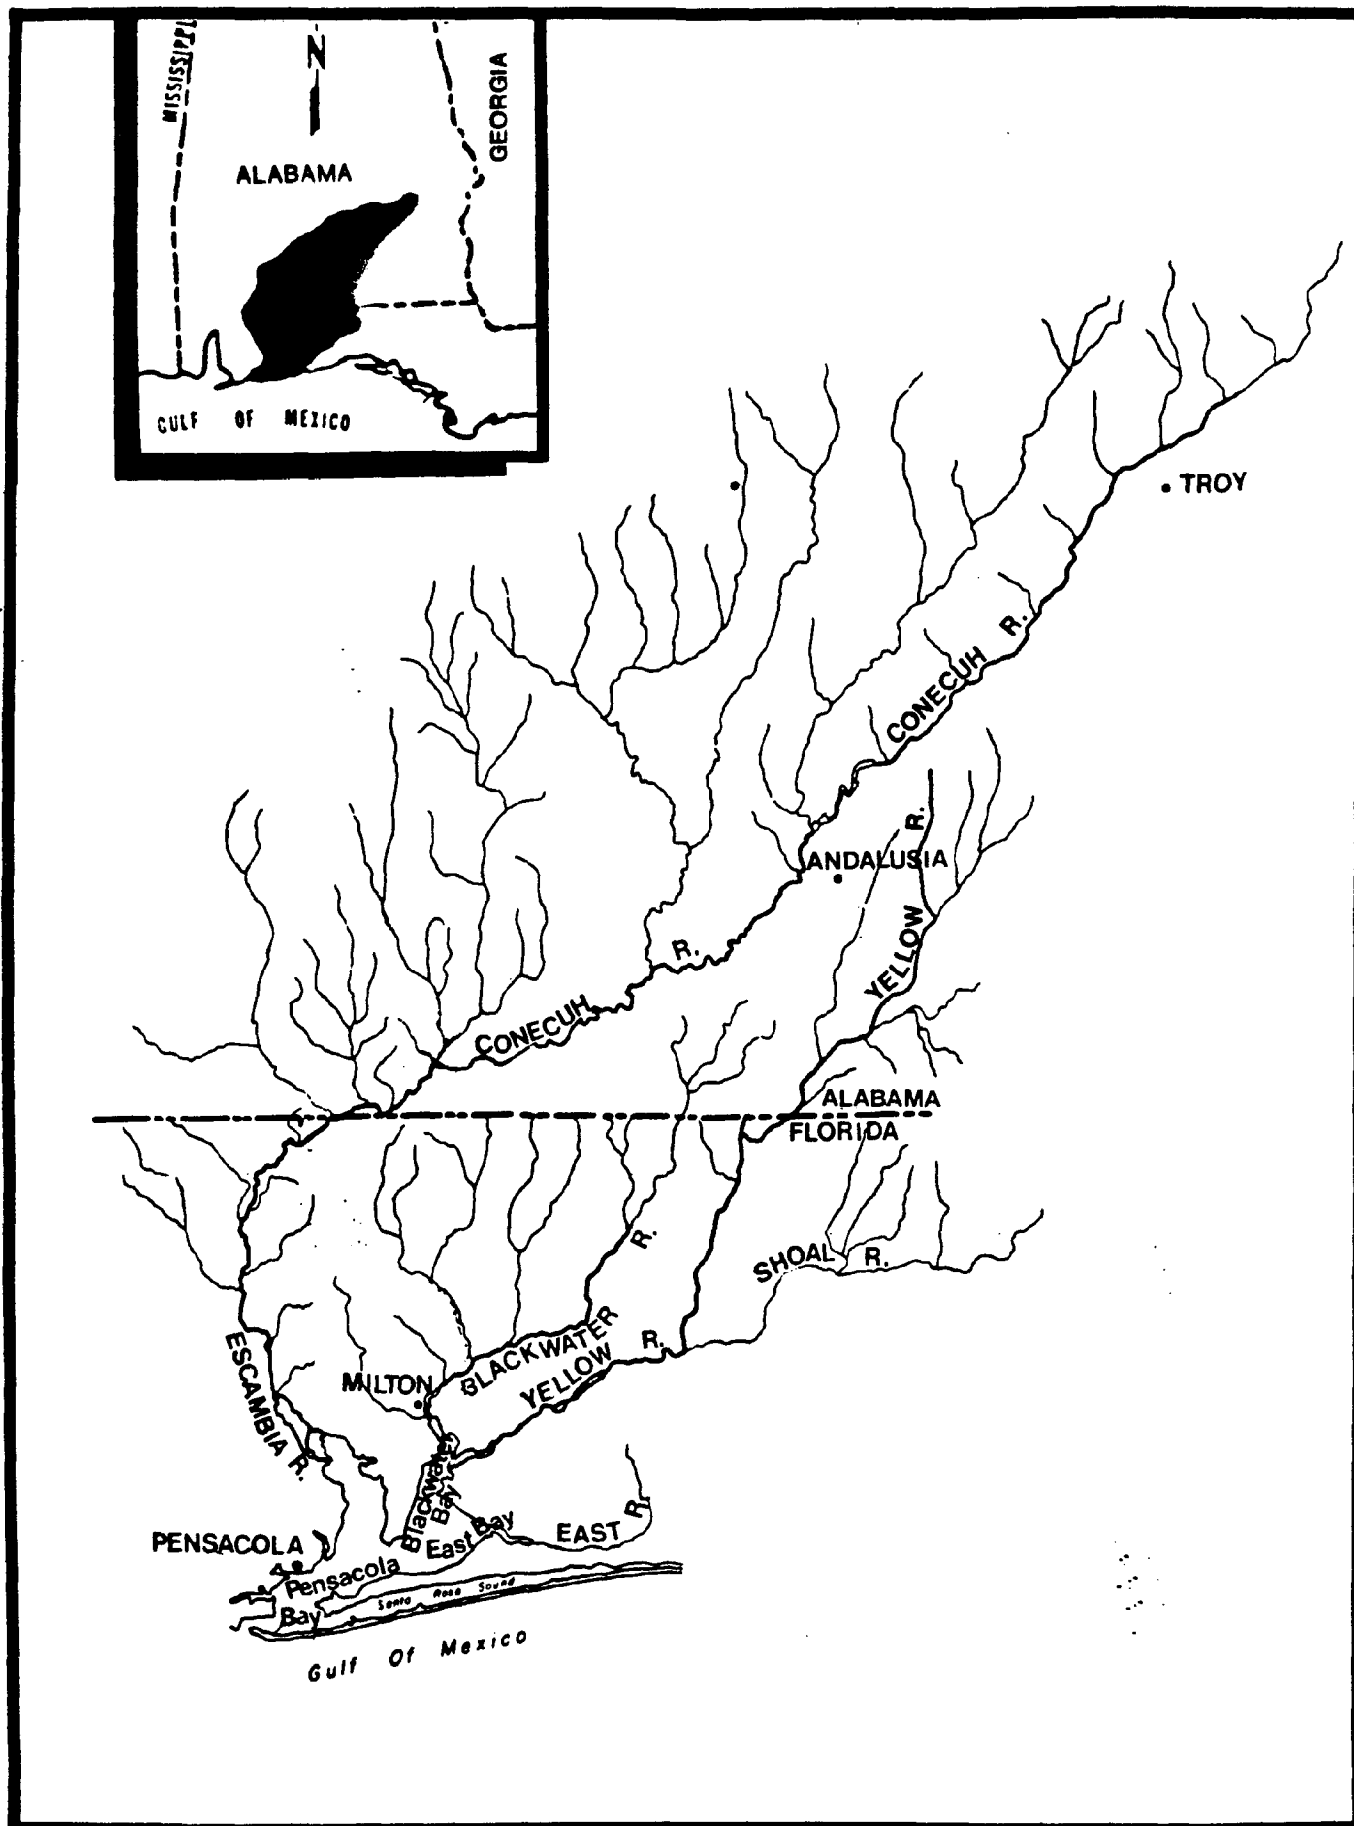 MISSISSIPPI
N
GEORGIA
ALABAMA
GULF OF MEXICO
TROY
CONECUH R.
R.
ANDALUSIA
YELLOW
R.
CONECUH
ALABAMA
FLORIDA
R.
SHOAL R.
ESCAMBIA R.
BLACKWATER
R.
YELLOW
MILTON
Blackwater
Bay
PENSACOLA
East Bay
EAST R.
Pensacola
Bay
Santa Rosa Sound
Gulf Of Mexico